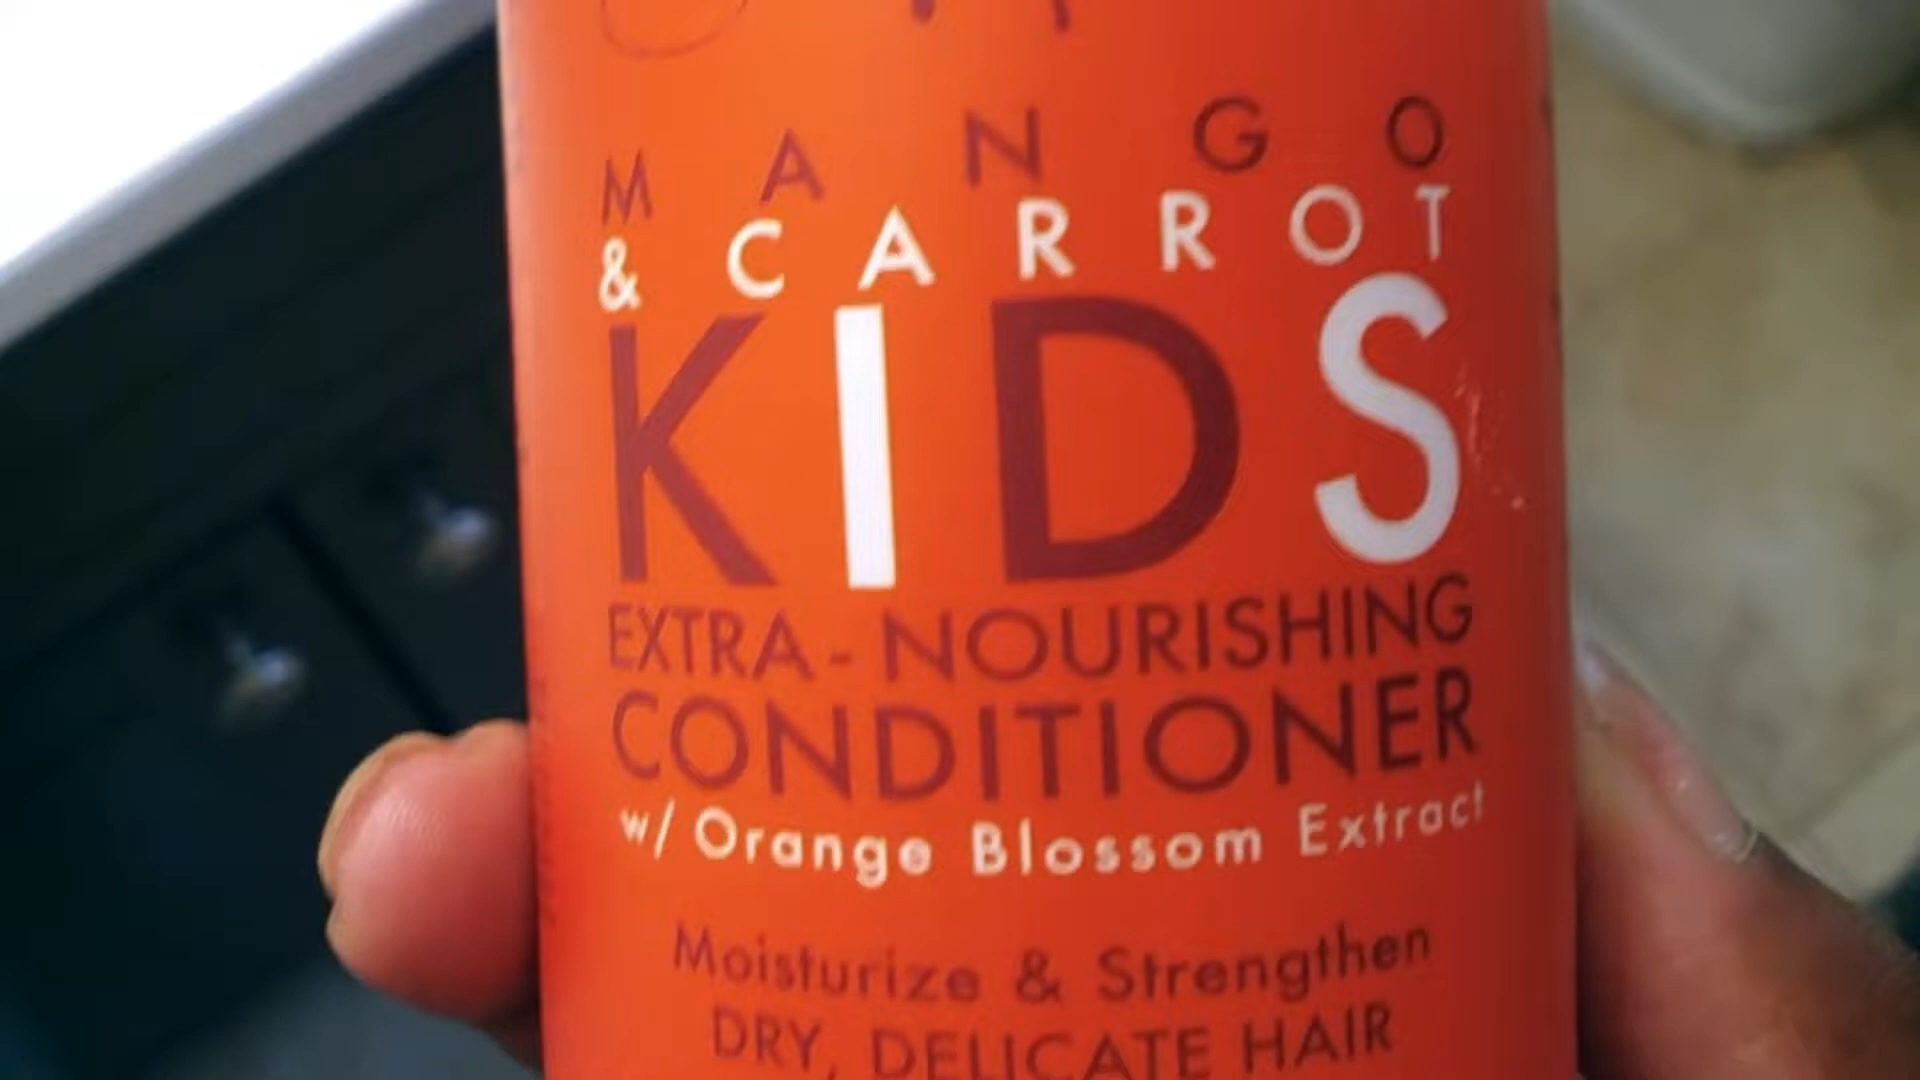 MANGO
& CARROT
KIDS
EXTRA-NOURISHING
CONDITIONER
w/ Orange Blossom Extract
Moisturize & Strengthen
DRY, DELICATE HAIR